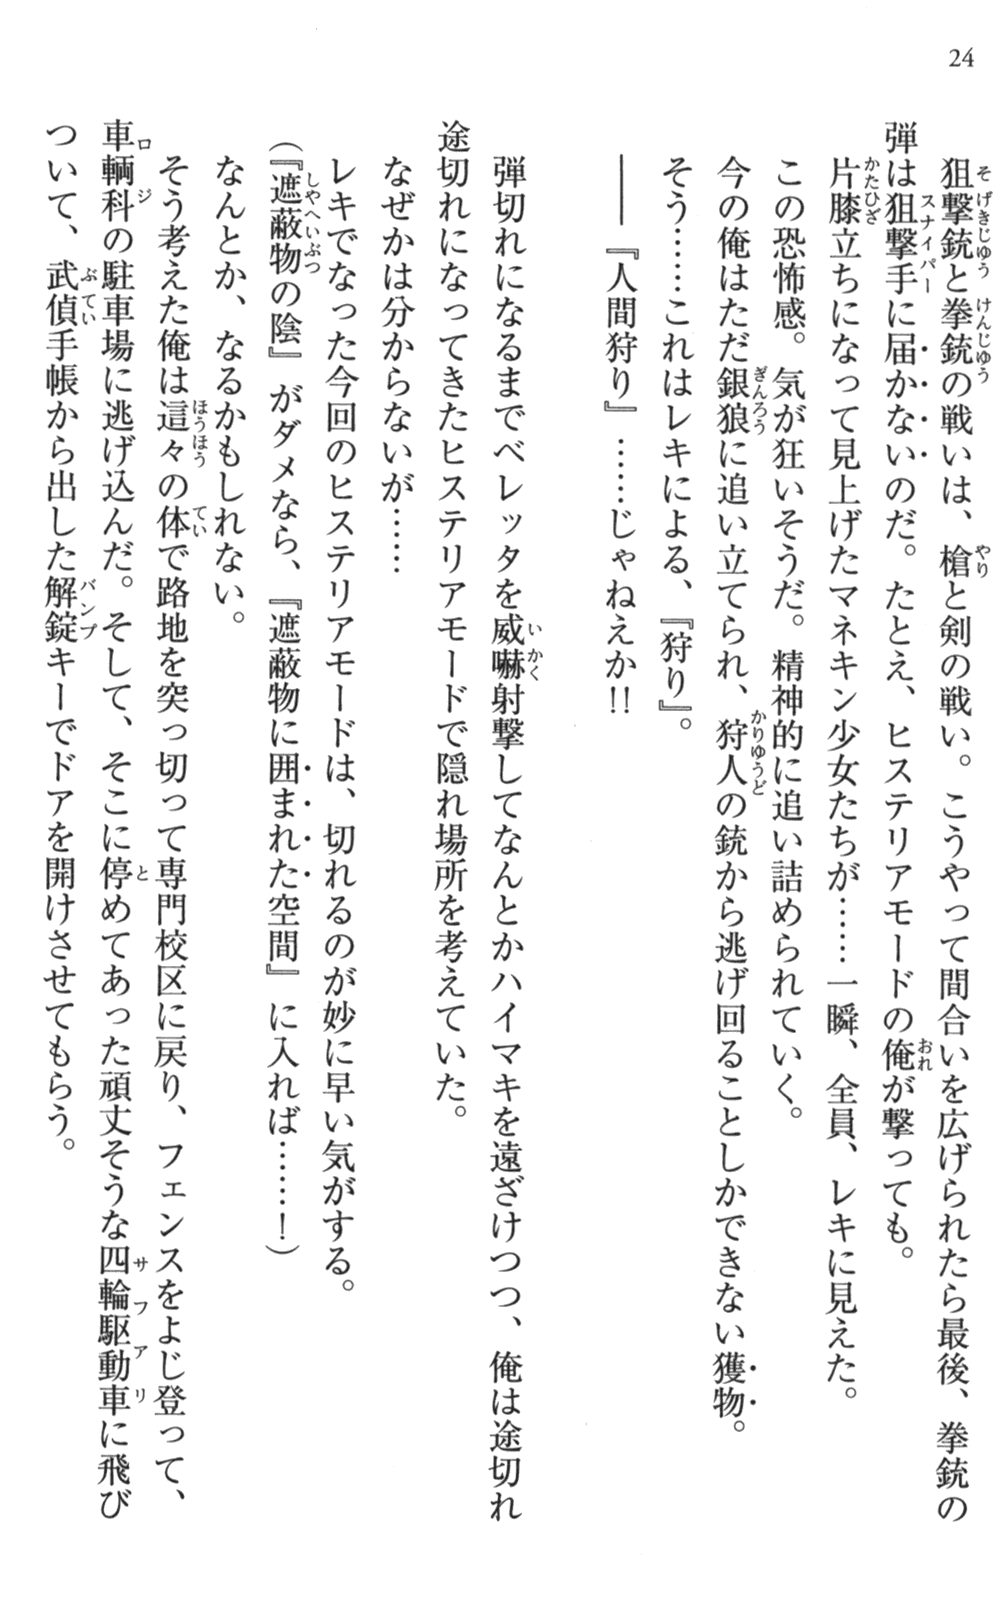 24
狙撃銃と拳銃の戦いは、槍と剣の戦い。こうやって間合いを広げられたら最後、拳銃の
弾は狙撃手に届かないのだ。たとえ、ヒステリアモードの俺が撃っても。
片膝立ちになって見上げたマネキン少女たちが……一瞬、全員、レキに見えた。
この恐怖感。気が狂いそうだ。精神的に追い詰められていく。
今の俺はただ銀狼に追い立てられ、狩人の銃から逃げ回ることしかできない獲物。
そう……これはレキによる、『狩り』。
――『人間狩り』……じゃねえか!!
弾切れになるまでベレッタを威嚇射撃してなんとかハイマキを遠ざけつつ、俺は途切れ
途切れになってきたヒステリアモードで隠れ場所を考えていた。
なぜかは分からないが……
レキでなった今回のヒステリアモードは、切れるのが妙に早い気がする。
(『遮蔽物の陰』がダメなら、『遮蔽物に囲まれた空間』に入れば……!)
なんとか、なるかもしれない。
そう考えた俺は這々の体で路地を突っ切って専門校区に戻り、フェンスをよじ登って、
車輌科の駐車場に逃げ込んだ。そして、そこに停めてあった頑丈そうな四輪駆動車に飛び
ついて、武偵手帳から出した解錠キーでドアを開けさせてもらう。